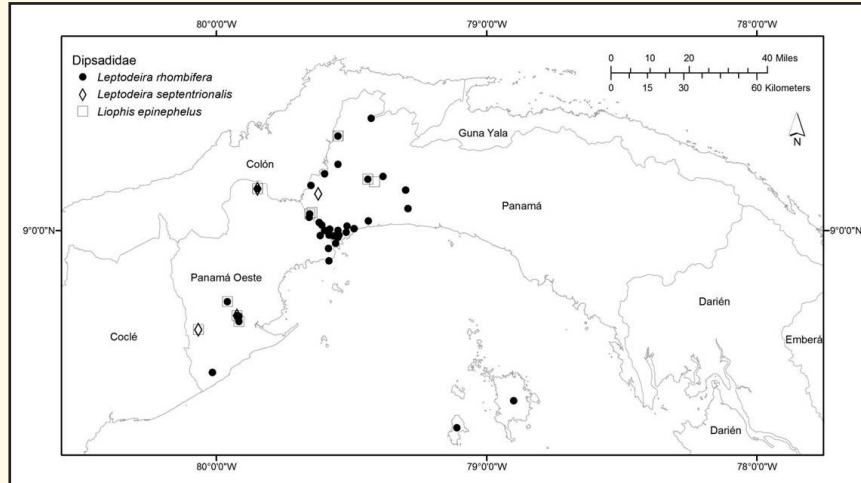 80°0'0"W 79°0'0"W 78°0'0"W
Dipsadidae
Leptodeira rhombifera
Leptodeira septentrionalis
Liophis epinephelus
0 10 20 40 Miles
0 15 30 60 Kilometers
N
Guna Yala
Colón
Panamá
9°0'0"N 9°0'0"N
Panamá Oeste
Darién
Coclé
Emberá
Darién
80°0'0"W 79°0'0"W 78°0'0"W